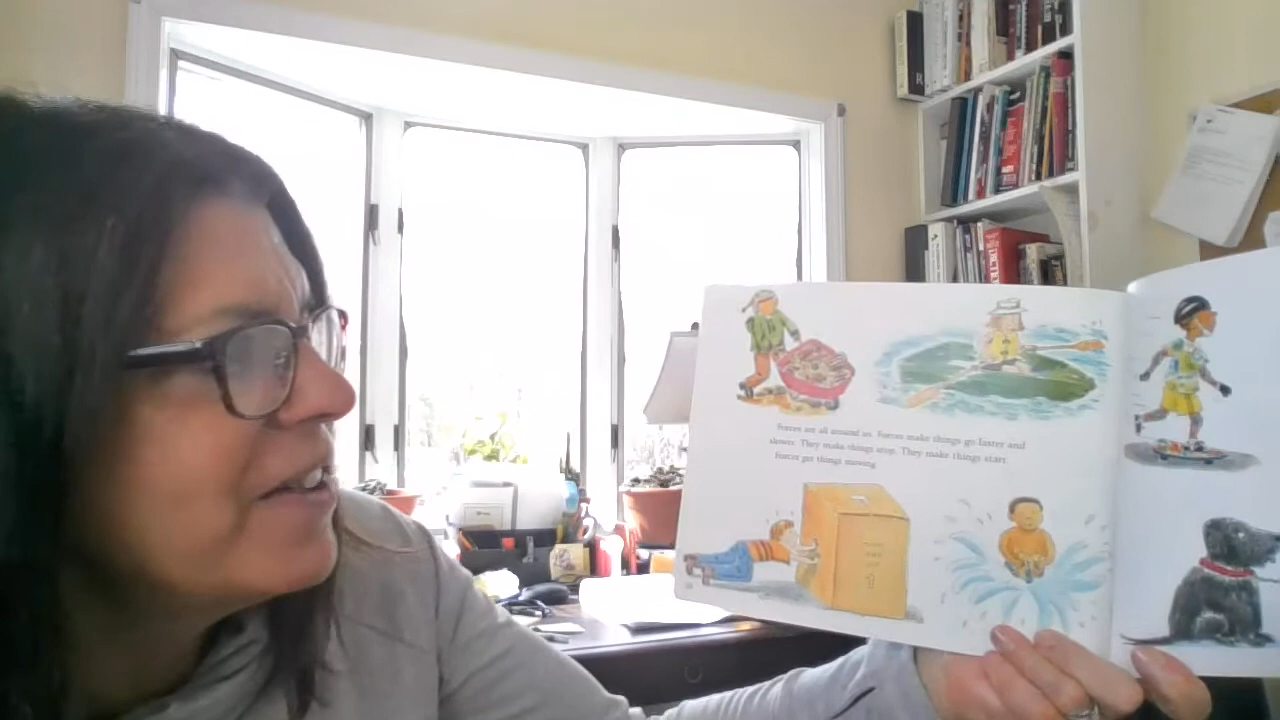 Forces are all around us. Forces make things go faster and
slower. They make things stop. They make things start.
Forces get things moving.